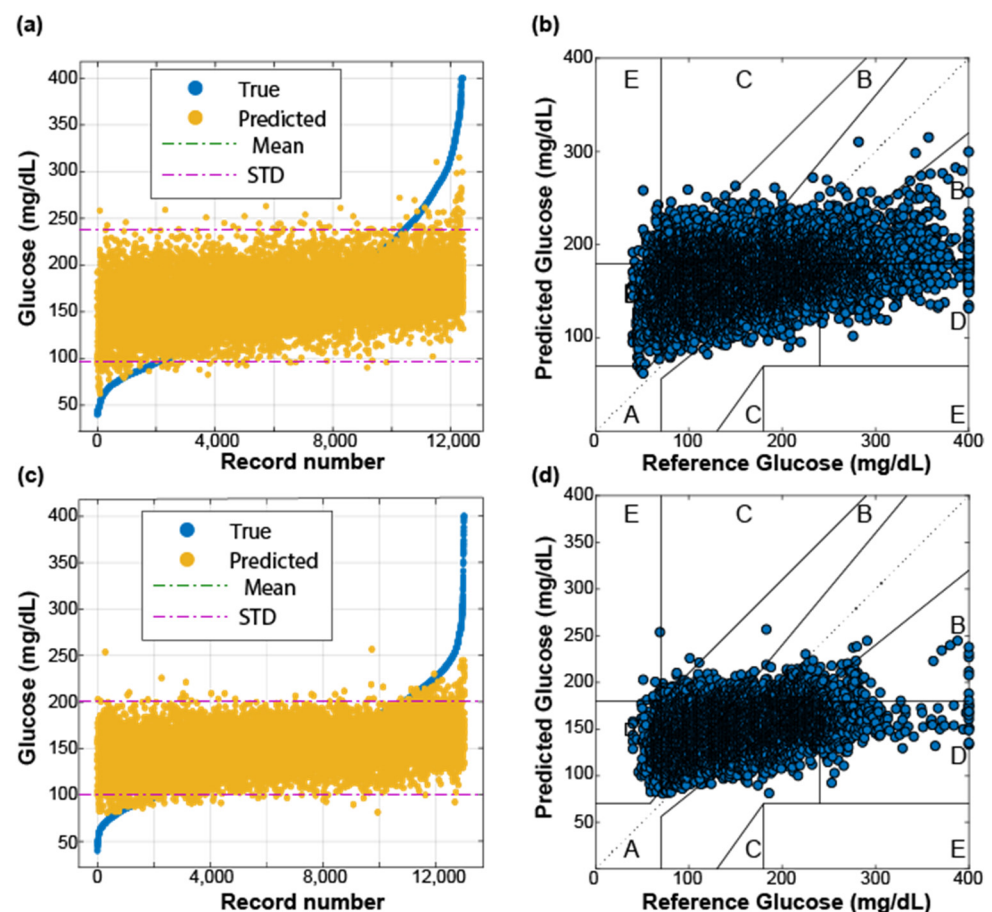 (a)
Glucose (mg/dL)
400
350
300
250
200
150
100
50
True
Predicted
Mean
STD
0 4,000 8,000 12,000
Record number
(b)
Predicted Glucose (mg/dL)
400
300
200
100
E C B
B
D
A C E
0 100 200 300 400
Reference Glucose (mg/dL)
(c)
Glucose (mg/dL)
400
350
300
250
200
150
100
50
True
Predicted
Mean
STD
0 4,000 8,000 12,000
Record number
(d)
Predicted Glucose (mg/dL)
400
350
300
250
200
150
100
50
E C B
B
D
A C E
0 100 200 300 400
Reference Glucose (mg/dL)